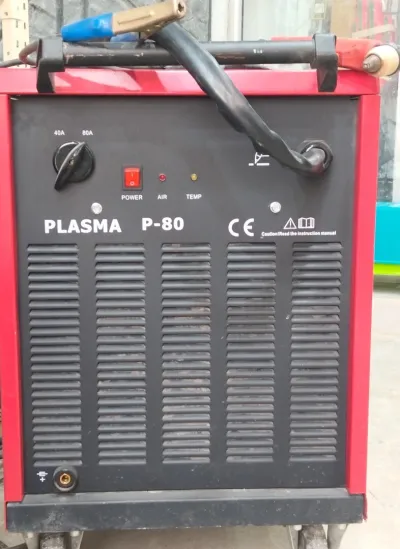 40A 80A
POWER AIR TEMP
PLASMA P-80 CE
Caution!Read the instruction manual
+